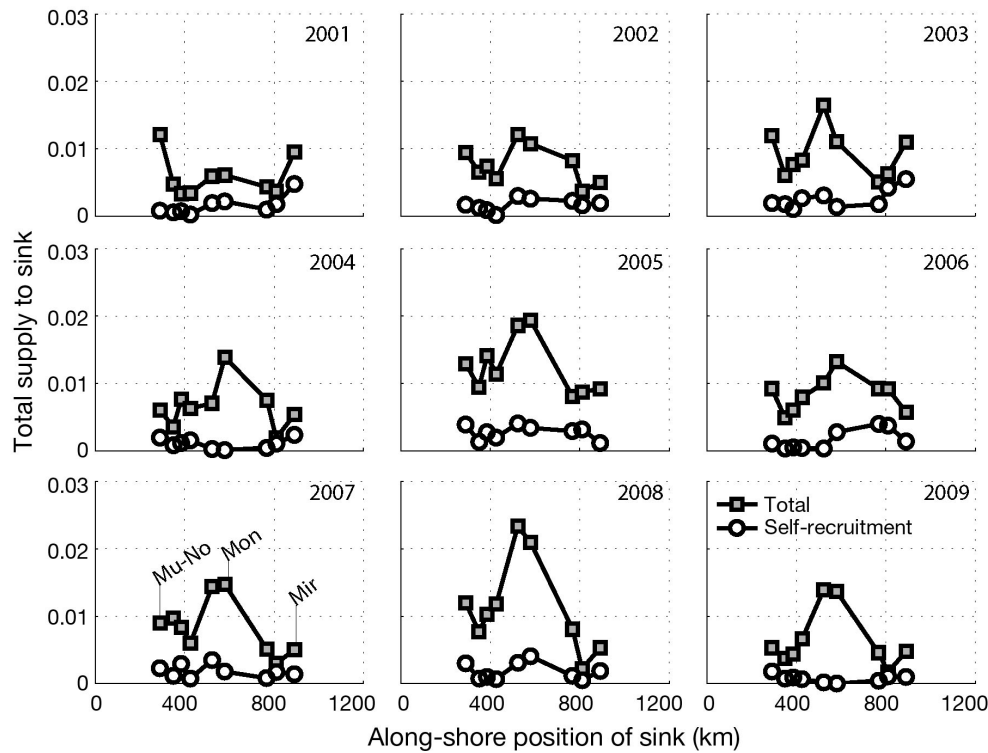 0.03
2001
2002
2003
0.02
0.01
0
0.03
2004
2005
2006
0.02
0.01
0
0.03
2007
2008
2009
Total
Self-recruitment
0.02
Mu-No
Mon
Mir
0.01
0
0 400 800 1200
0 400 800 1200
0 400 800 1200
Total supply to sink
Along-shore position of sink (km)